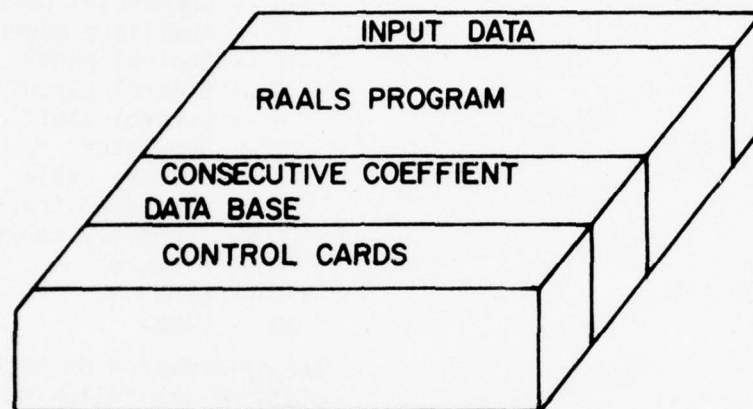 INPUT DATA
RAALS PROGRAM
CONSECUTIVE COEFFIENT
DATA BASE
CONTROL CARDS